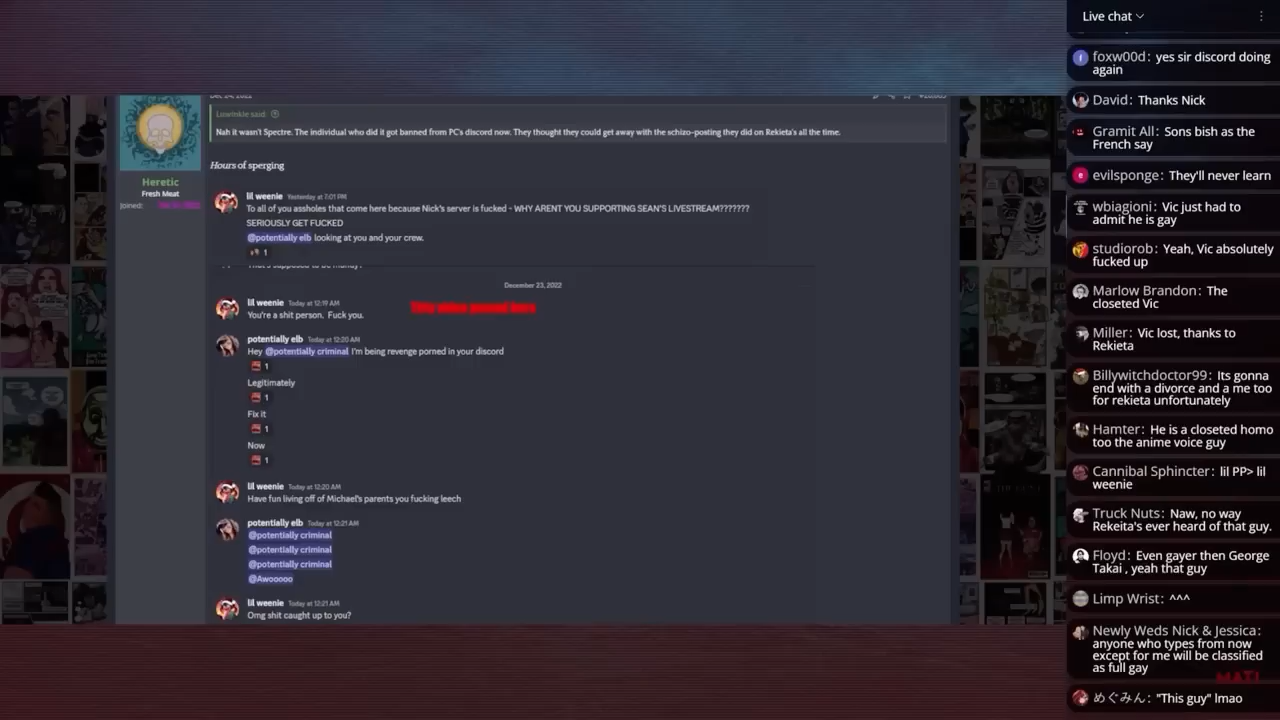 Luwinkle said:
Nah it wasn't Spectre. The individual who did it got banned from PC's discord now. They thought they could get away with the schizo-posting they did on Rekieta's all the time.
Heretic
Fresh Meat
Joined:
Hours of sperging
lil weenie Yesterday at 7:01 PM
To all of you assholes that come here because Nick's server is fucked - WHY ARENT YOU SUPPORTING SEAN'S LIVESTREAM???????
SERIOUSLY GET FUCKED
@potentially elb looking at you and your crew.
1
December 23, 2022
lil weenie Today at 12:19 AM
You're a shit person. Fuck you.
potentially elb Today at 12:20 AM
Hey @potentially criminal I'm being revenge porned in your discord
1
Legitimately
1
Fix it
1
Now
1
lil weenie Today at 12:20 AM
Have fun living off of Michael's parents you fucking leech
potentially elb Today at 12:21 AM
@potentially criminal
@potentially criminal
@potentially criminal
@Awooooo
lil weenie Today at 12:21 AM
Omg shit caught up to you?
Live chat
foxw00d: yes sir discord doing
again
David: Thanks Nick
Gromit All: Sons bish as the
French say
evilsponge: They'll never learn
wbiagioni: Vic just had to
admit he is gay
studiorob: Yeah, Vic absolutely
fucked up
Marlow Brandon: The
closeted Vic
Miller: Vic lost, thanks to
Rekieta
Billywitchdoctor99: Its gonna
end with a divorce and a me too
for rekieta unfortunately
Hamter: He is a closeted homo
too the anime voice guy
Cannibal Sphincter: lil PP> lil
weenie
Truck Nuts: Naw, no way
Rekeita's ever heard of that guy.
Floyd: Even gayer then George
Takai , yeah that guy
Limp Wrist: ^^^
Newly Weds Nick & Jessica:
anyone who types from now
except for me will be classified
as full gay
MATI
めぐみん: "This guy" lmao